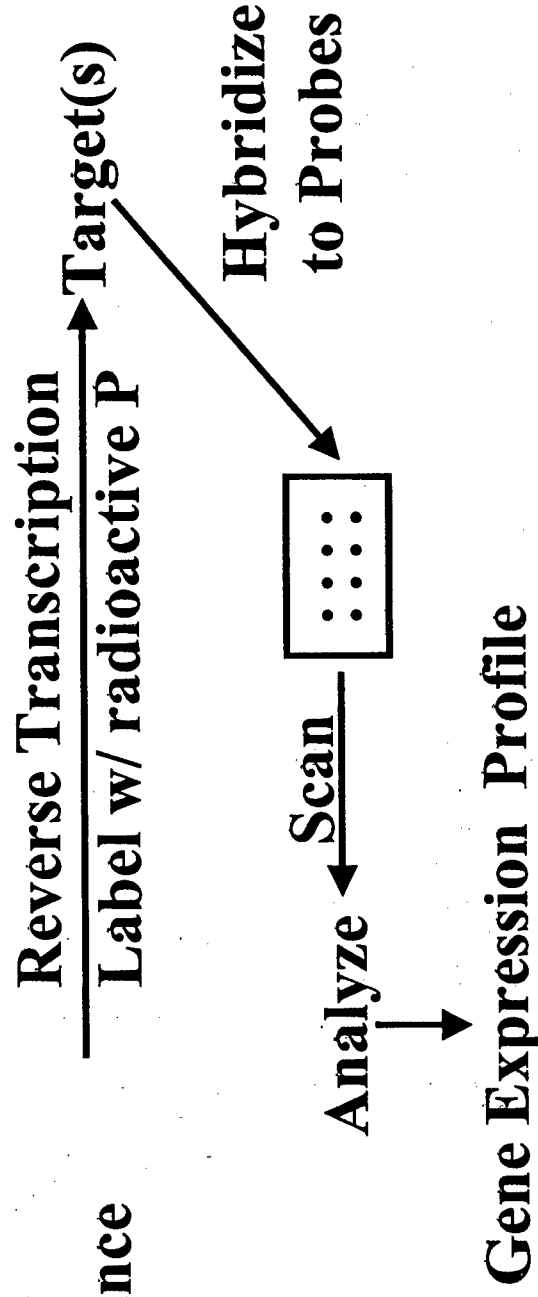 Reverse Transcription
Label w/ radioactive P
Target(s)
Hybridize
to Probes
Scan
Analyze
Gene Expression Profile
nce